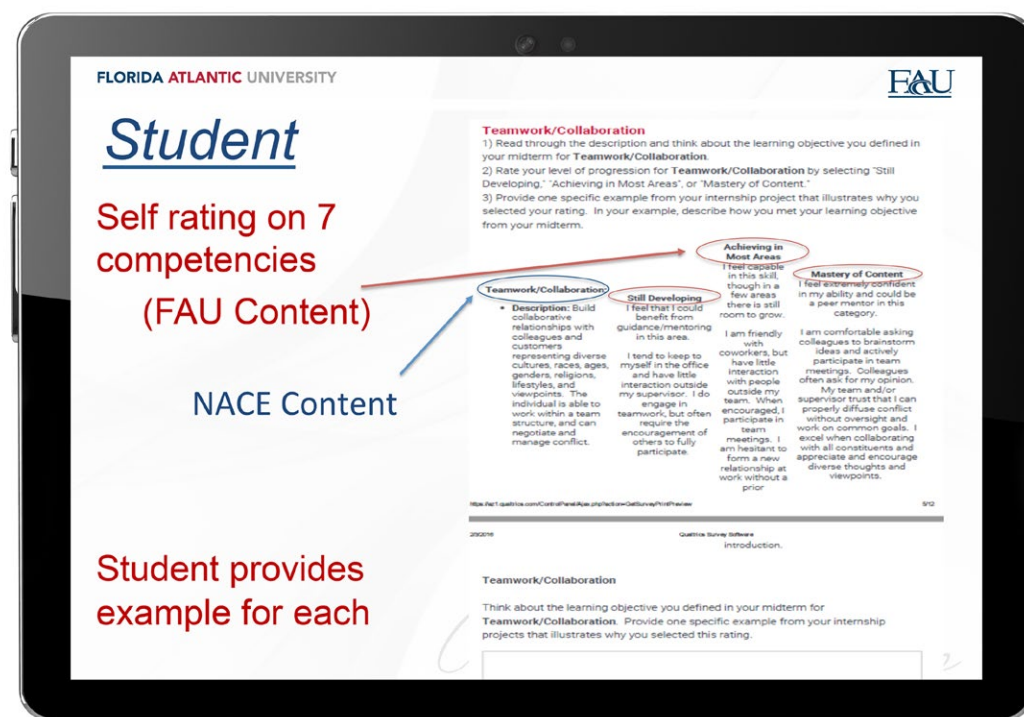 FLORIDA ATLANTIC UNIVERSITY
FAU
Student
Self rating on 7
competencies
(FAU Content)
NACE Content
Student provides
example for each
Teamwork/Collaboration
1) Read through the description and think about the learning objective you defined in
your midterm for Teamwork/Collaboration.
2) Rate your level of progression for Teamwork/Collaboration by selecting "Still
Developing," "Achieving in Most Areas", or "Mastery of Content."
3) Provide one specific example from your internship project that illustrates why you
selected your rating. In your example, describe how you met your learning objective
from your midterm.
Teamwork/Collaboration:
• Description: Build
collaborative
relationships with
colleagues and
customers
representing diverse
cultures, races, ages,
genders, religions,
lifestyles, and
viewpoints. The
individual is able to
work within a team
structure, and can
negotiate and
manage conflict.
Still Developing
I feel that I could
benefit from
guidance/mentoring
in this area.
I tend to keep to
myself in the office
and have little
interaction outside
my supervisor. I do
engage in
teamwork, but often
require the
encouragement of
others to fully
participate.
Achieving in
Most Areas
I feel capable
in this skill,
though in a
few areas
there is still
room to grow.
I am friendly
with
coworkers, but
have little
interaction
with people
outside my
team. When
encouraged, I
participate in
team
meetings. I
am hesitant to
form a new
relationship at
work without a
prior
Mastery of Content
I feel extremely confident
in my ability and could be
a peer mentor in this
category.
I am comfortable asking
colleagues to brainstorm
ideas and actively
participate in team
meetings. Colleagues
often ask for my opinion.
My team and/or
supervisor trust that I can
properly diffuse conflict
without oversight and
work on common goals. I
excel when collaborating
with all constituents and
appreciate and encourage
diverse thoughts and
viewpoints.
https://az1.qualtrics.com/ControlPanel/Ajax.php?action=GetSurveyPrintPreview
5/12
2/3/2016
Qualtrics Survey Software
introduction.
Teamwork/Collaboration
Think about the learning objective you defined in your midterm for
Teamwork/Collaboration. Provide one specific example from your internship
projects that illustrates why you selected this rating.